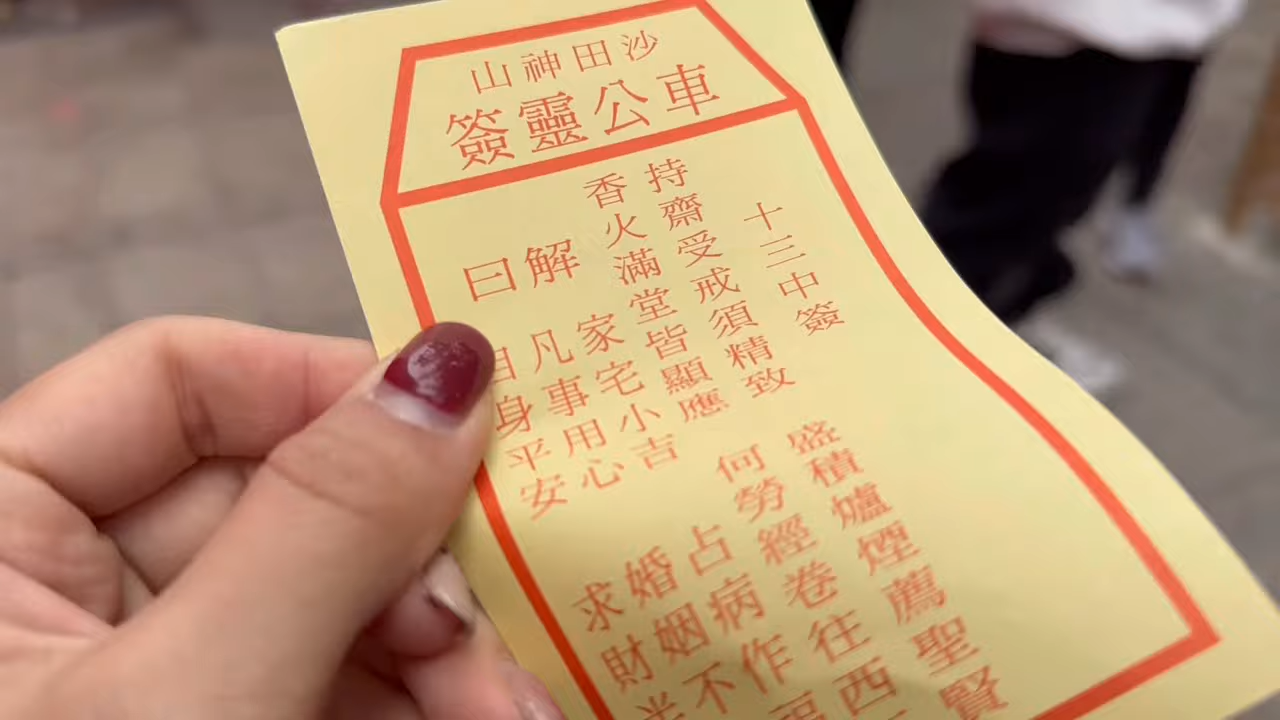 沙田神山
車公靈簽
十三中簽
持齋受戒須精致 盛積爐煙薦聖賢
香火滿堂皆顯應 何勞經卷往西
解曰
家宅小吉 占病作福
凡事用心 婚姻不
自身平安 求財半